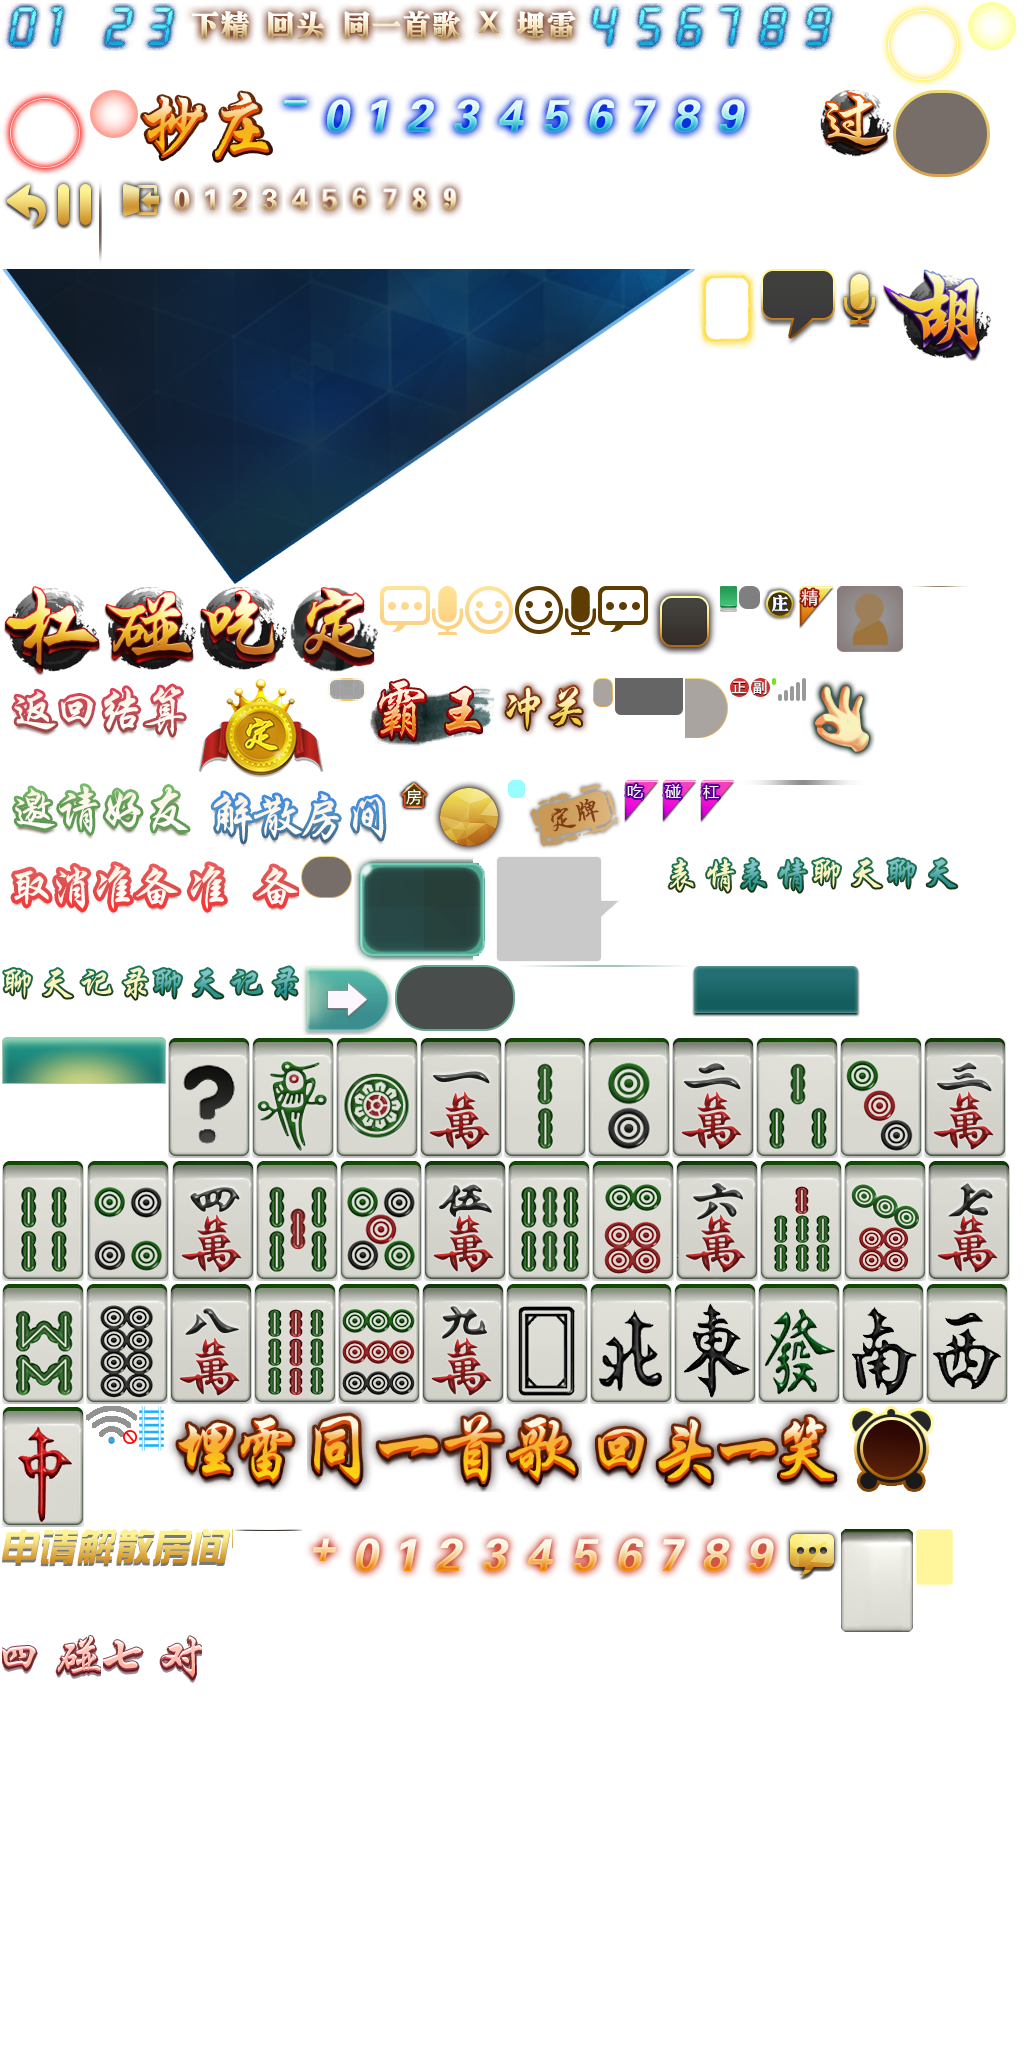 01 23 下精 回头 同一首歌 X 埋雷 456789
抄庄 - 0123456789 过
0123456789
胡
杠 碰 吃 定 庄 精
返回结算 定 霸王 冲关 正 副
邀请好友 解散房间 房 定牌 吃 碰 杠
取消准备 准备 表情 表情 聊天 聊天
聊天记录 聊天记录
? 一萬 二萬 三萬
四萬 伍萬 六萬 七萬
八萬 九萬 北 東 發 南 西
中 埋雷 同一首歌 回头一笑
申请解散房间 + 0123456789
四碰 七对